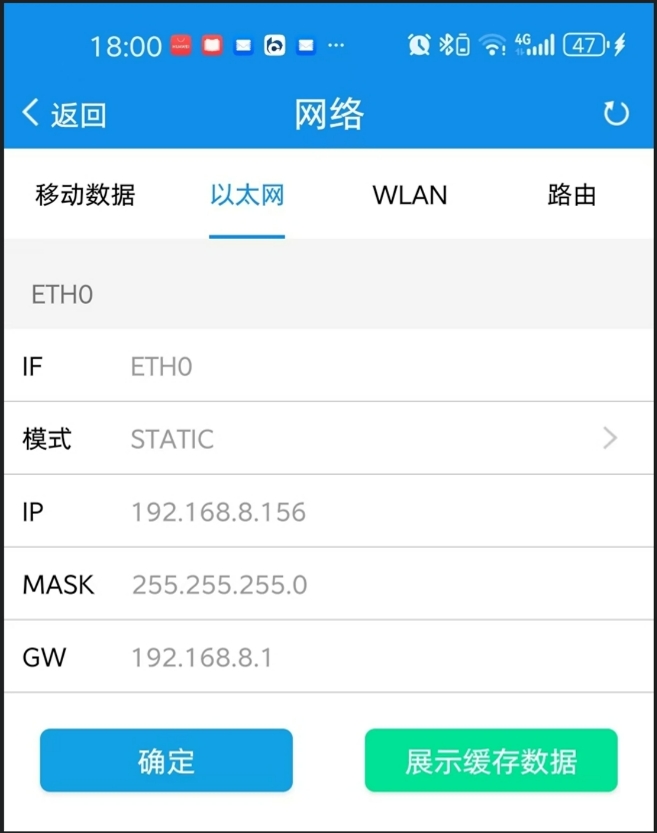 18:00 ··· 4G 47
返回 网络
移动数据 以太网 WLAN 路由
ETH0
IF ETH0
模式 STATIC
IP 192.168.8.156
MASK 255.255.255.0
GW 192.168.8.1
确定 展示缓存数据